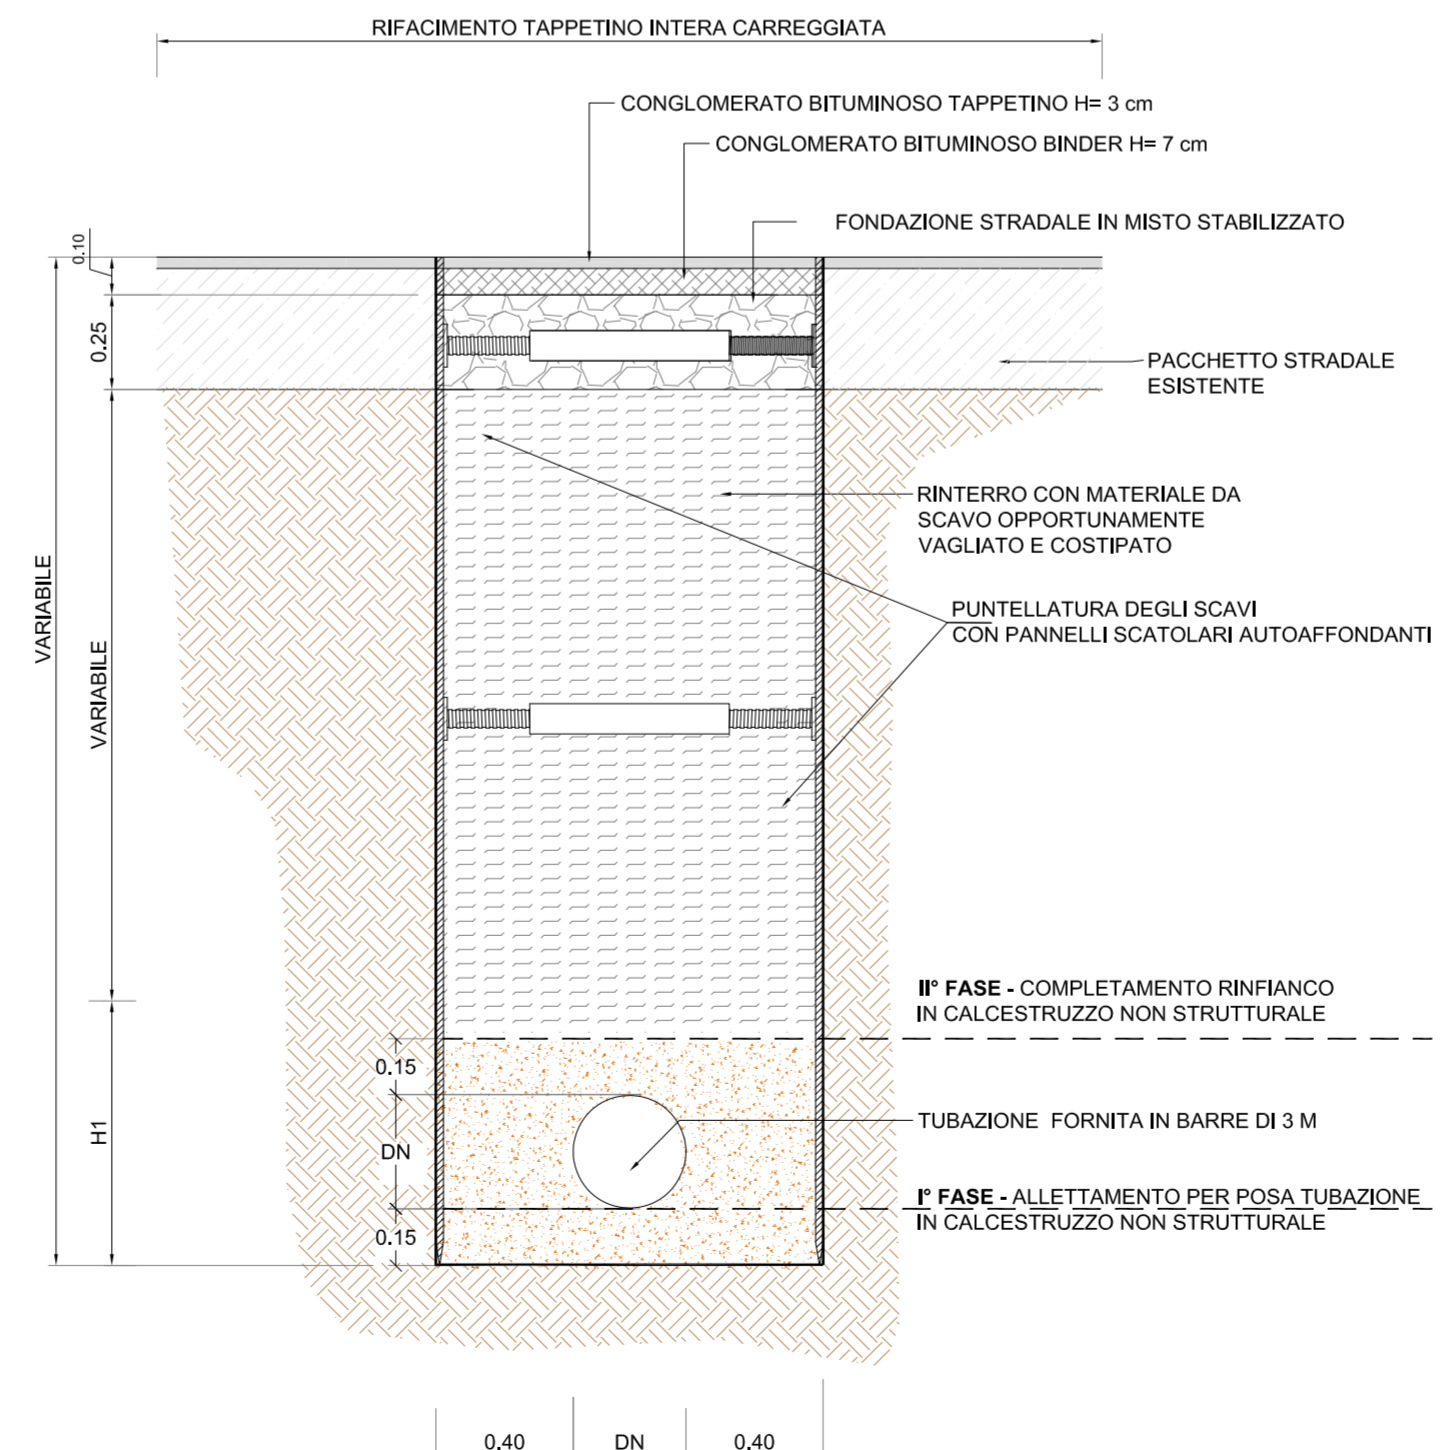 RIFACIMENTO TAPPETINO INTERA CARREGGIATA
CONGLOMERATO BITUMINOSO TAPPETINO H= 3 cm
CONGLOMERATO BITUMINOSO BINDER H= 7 cm
FONDAZIONE STRADALE IN MISTO STABILIZZATO
0.10
0.25
PACCHETTO STRADALE
ESISTENTE
RINTERRO CON MATERIALE DA
SCAVO OPPORTUNAMENTE
VAGLIATO E COSTIPATO
VARIABILE
VARIABILE
PUNTELLATURA DEGLI SCAVI
CON PANNELLI SCATOLARI AUTOAFFONDANTI
II° FASE - COMPLETAMENTO RINFIANCO
IN CALCESTRUZZO NON STRUTTURALE
0.15
H1
DN
TUBAZIONE FORNITA IN BARRE DI 3 M
I° FASE - ALLETTAMENTO PER POSA TUBAZIONE
IN CALCESTRUZZO NON STRUTTURALE
0.15
0.40 DN 0.40